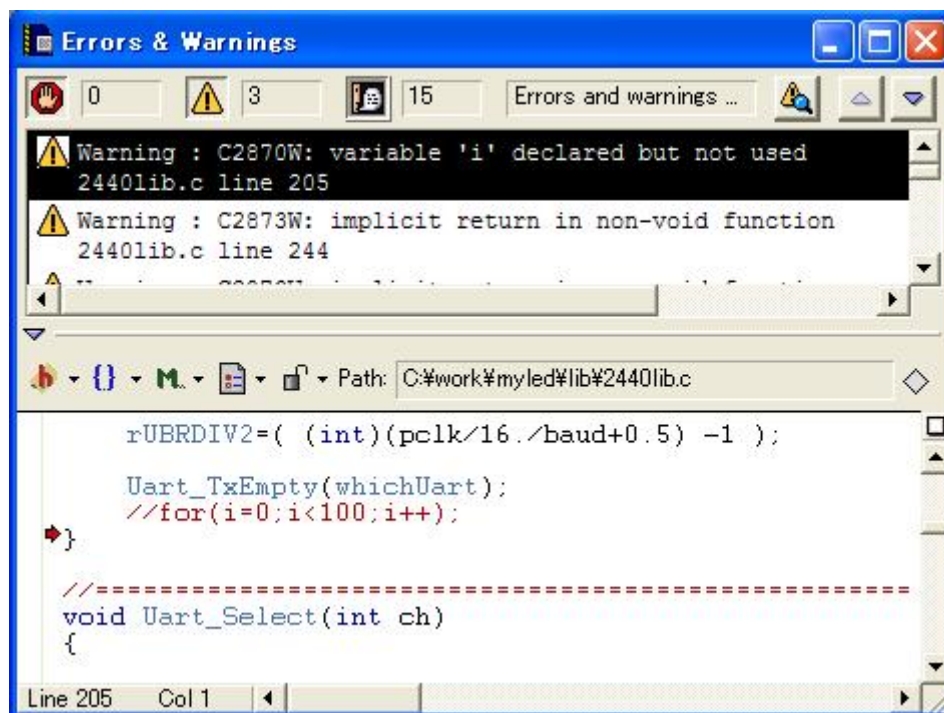 Errors & Warnings
0 3 15 Errors and warnings ...
Warning : C2870W: variable 'i' declared but not used
2440lib.c line 205
Warning : C2873W: implicit return in non-void function
2440lib.c line 244
h {} M. Path: C:¥work¥myled¥lib¥2440lib.c
rUBRDIV2=( (int)(pclk/16./baud+0.5) -1 );
Uart_TxEmpty(whichUart);
//for(i=0;i<100;i++);
}
//===================================================
void Uart_Select(int ch)
{
Line 205 Col 1